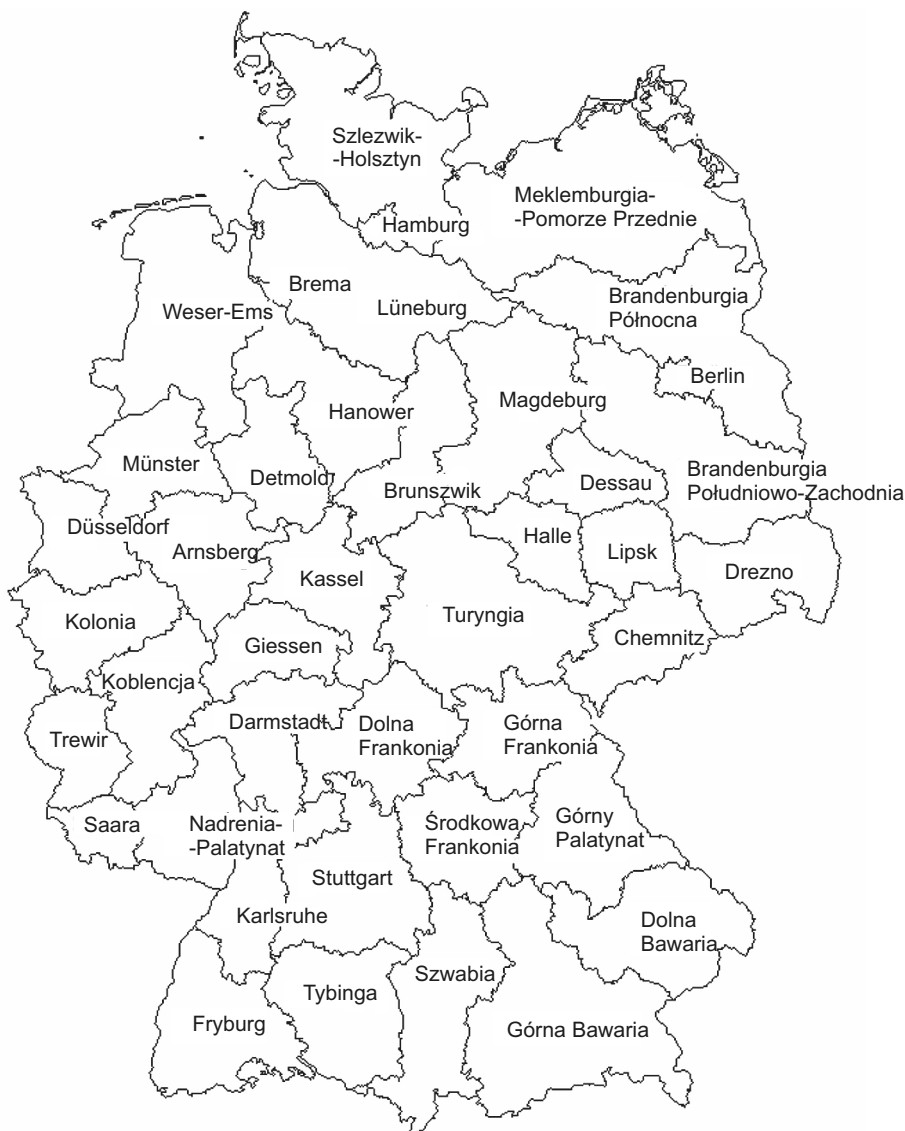 Szlezwik-
-Holsztyn
Meklemburgia-
-Pomorze Przednie
Hamburg
Brema
Lüneburg
Weser-Ems
Brandenburgia
Północna
Berlin
Hanower
Magdeburg
Münster
Detmold
Brunszwik
Dessau
Brandenburgia
Południowo-Zachodnia
Düsseldorf
Arnsberg
Halle
Lipsk
Kassel
Drezno
Kolonia
Turyngia
Chemnitz
Giessen
Koblencja
Trewir
Darmstadt
Dolna
Frankonia
Górna
Frankonia
Saara
Nadrenia-
-Palatynat
Środkowa
Frankonia
Górny
Palatynat
Stuttgart
Karlsruhe
Dolna
Bawaria
Szwabia
Tybinga
Fryburg
Górna Bawaria